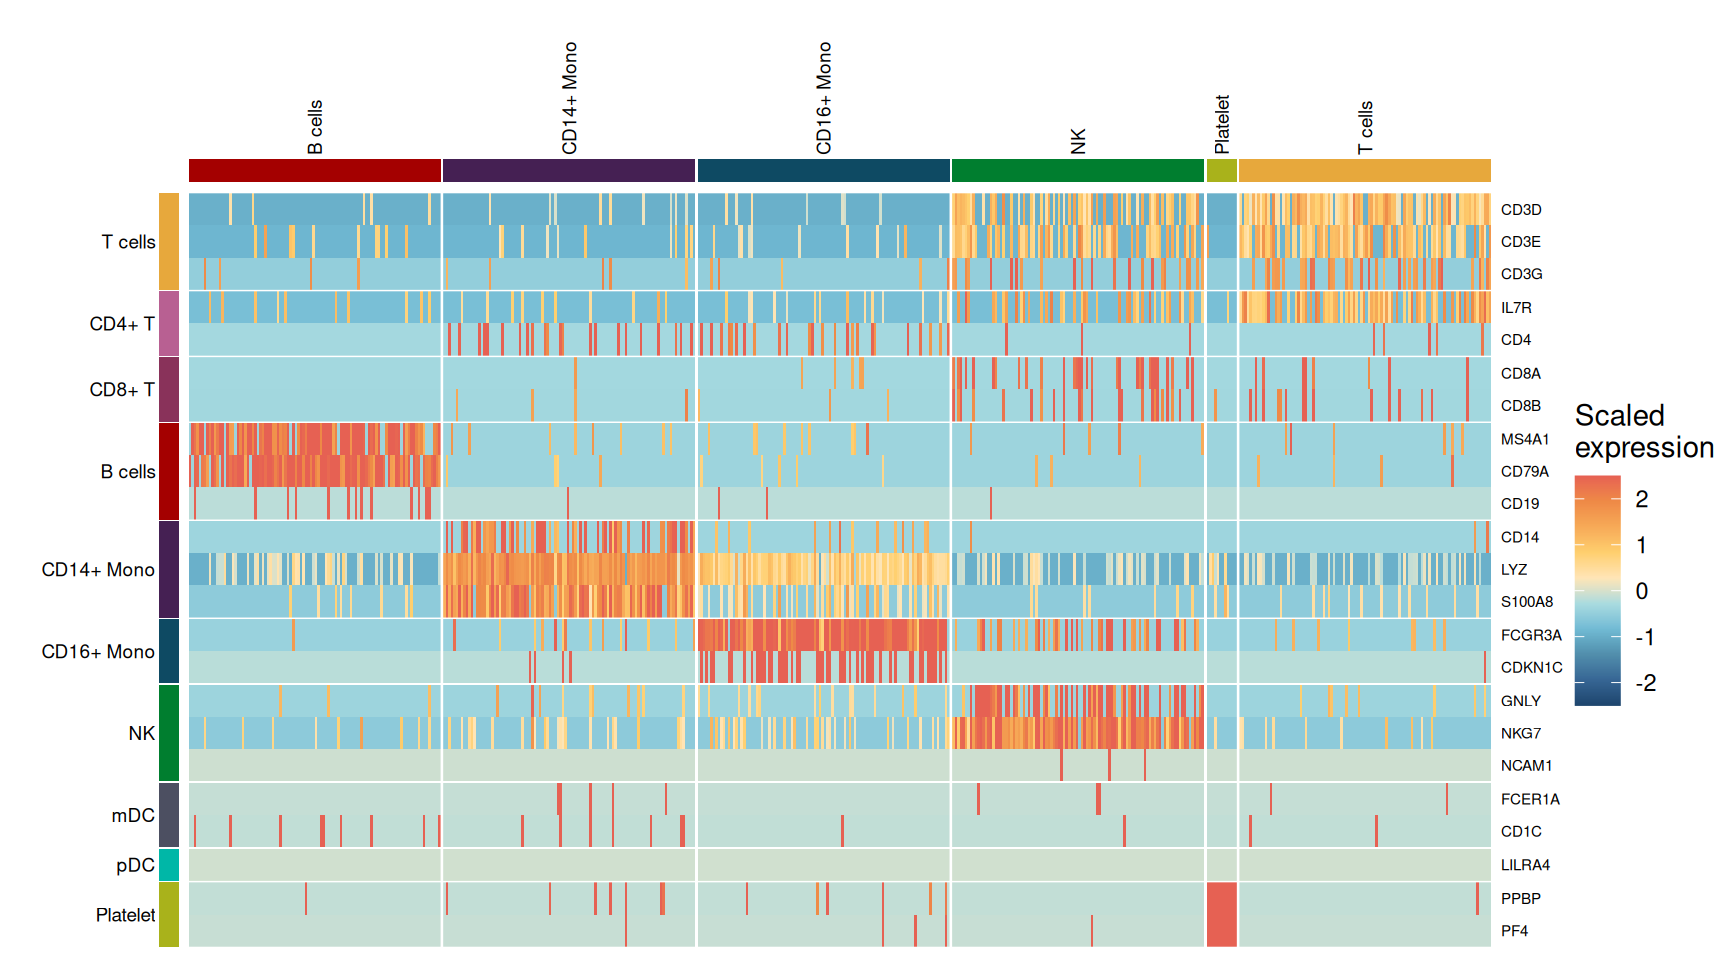 B cells
CD14+ Mono
CD16+ Mono
NK
Platelet
T cells
T cells
CD4+ T
CD8+ T
B cells
CD14+ Mono
CD16+ Mono
NK
mDC
pDC
Platelet
CD3D
CD3E
CD3G
IL7R
CD4
CD8A
CD8B
MS4A1
CD79A
CD19
CD14
LYZ
S100A8
FCGR3A
CDKN1C
GNLY
NKG7
NCAM1
FCER1A
CD1C
LILRA4
PPBP
PF4
Scaled
expression
2
1
0
-1
-2